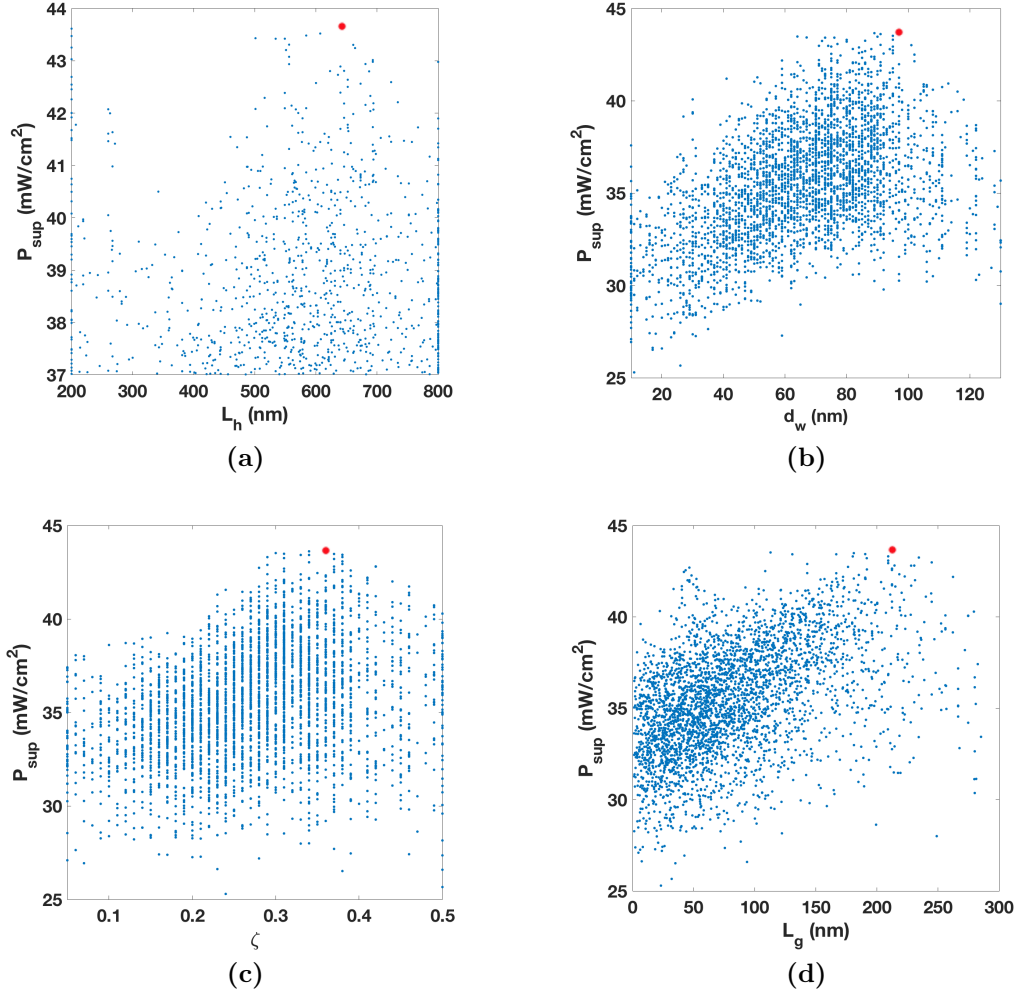 44
43
42
41
40
39
38
37
P_sup (mW/cm²)
200 300 400 500 600 700 800
L_h (nm)
(a)
45
40
35
30
25
P_sup (mW/cm²)
20 40 60 80 100 120
d_w (nm)
(b)
45
40
35
30
25
P_sup (mW/cm²)
0.1 0.2 0.3 0.4 0.5
ζ
(c)
45
40
35
30
25
P_sup (mW/cm²)
0 50 100 150 200 250 300
L_g (nm)
(d)